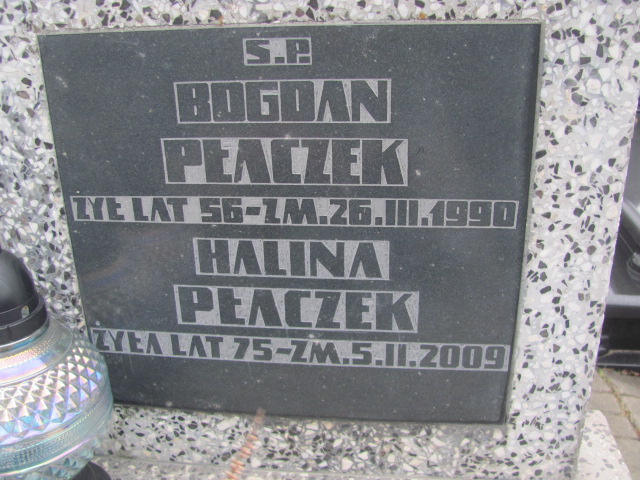 S.P.
BOGDAN
PŁACZEK
ŻYŁ LAT 56-ZM.26.III.1990
HALINA
PŁACZEK
ŻYŁA LAT 75-ZM.5.II.2009